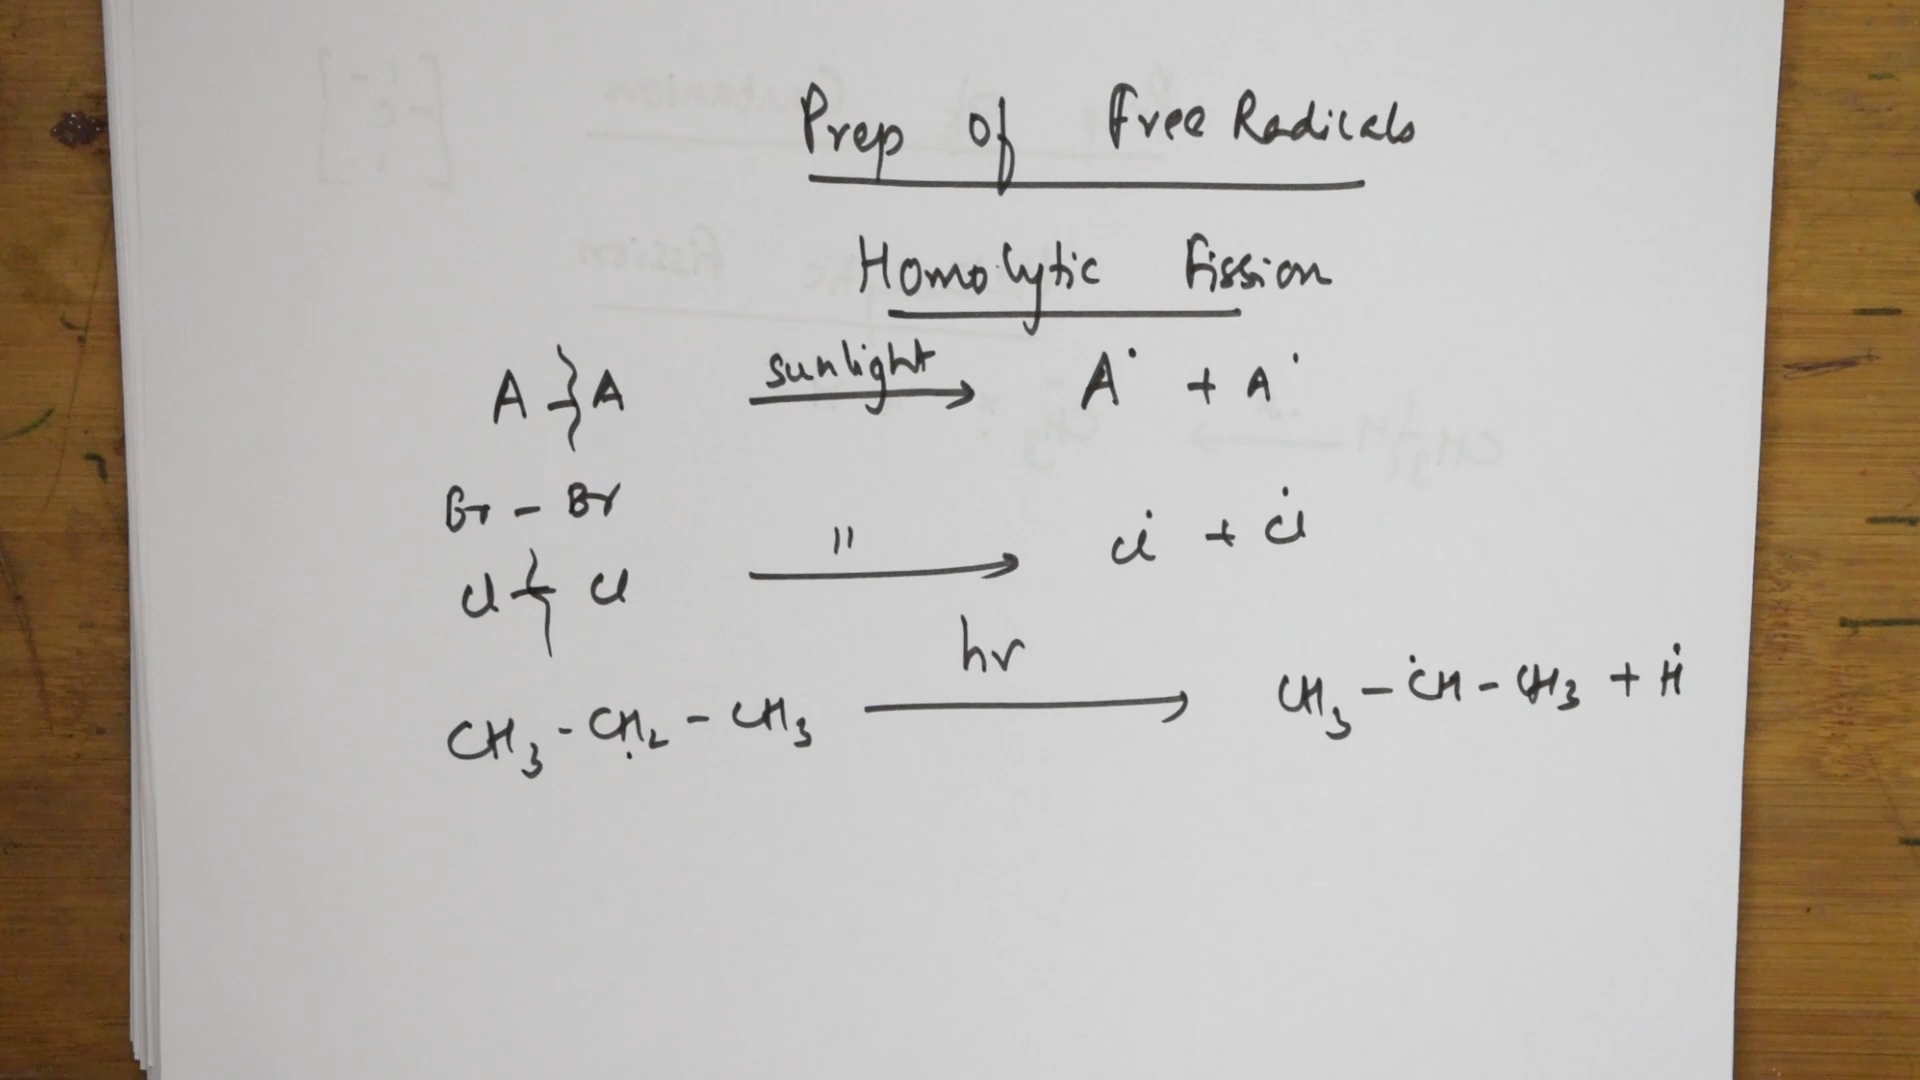 Prep of Free Radicals
Homolytic Fission
A-A sunlight → A˙ + A˙
Br - Br
Cl-Cl " → Cl˙ + Cl˙
CH₃ - CH₂ - CH₃ hν → CH₃ - ĊH - CH₃ + Ḣ